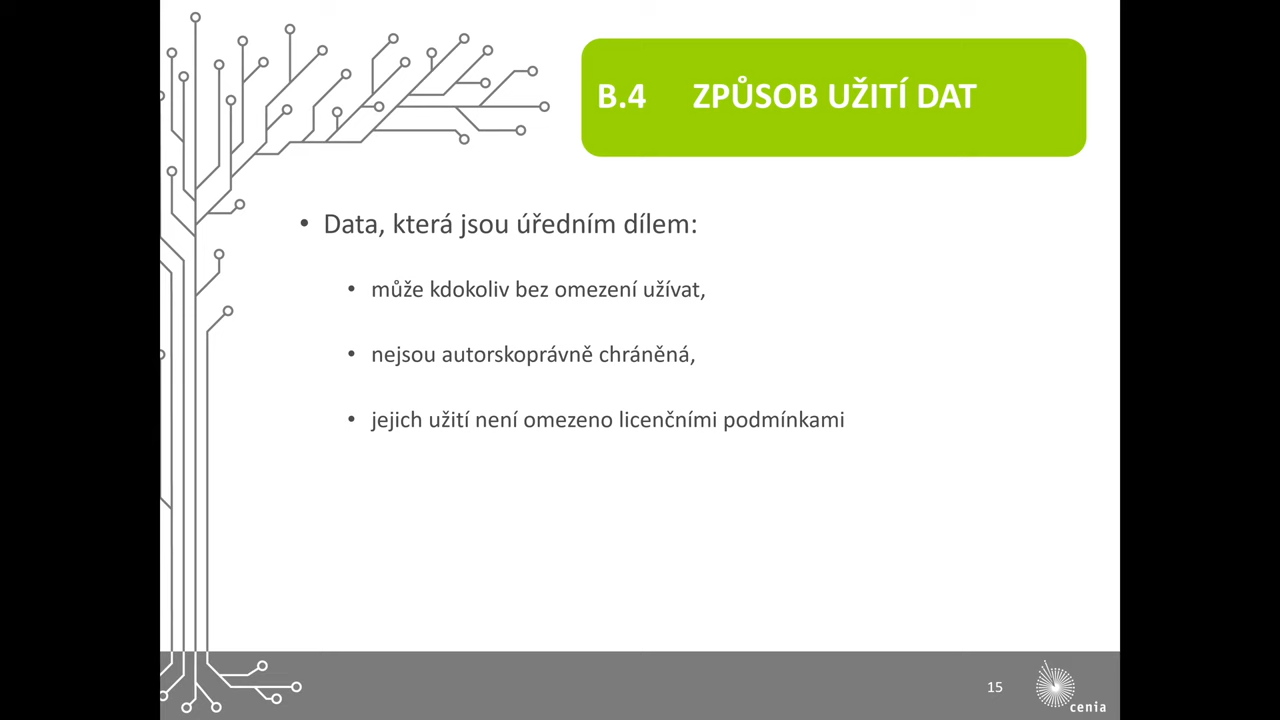 B.4 ZPŮSOB UŽITÍ DAT
• Data, která jsou úředním dílem:
• může kdokoliv bez omezení užívat,
• nejsou autorskoprávně chráněná,
• jejich užití není omezeno licenčními podmínkami
15
cenia